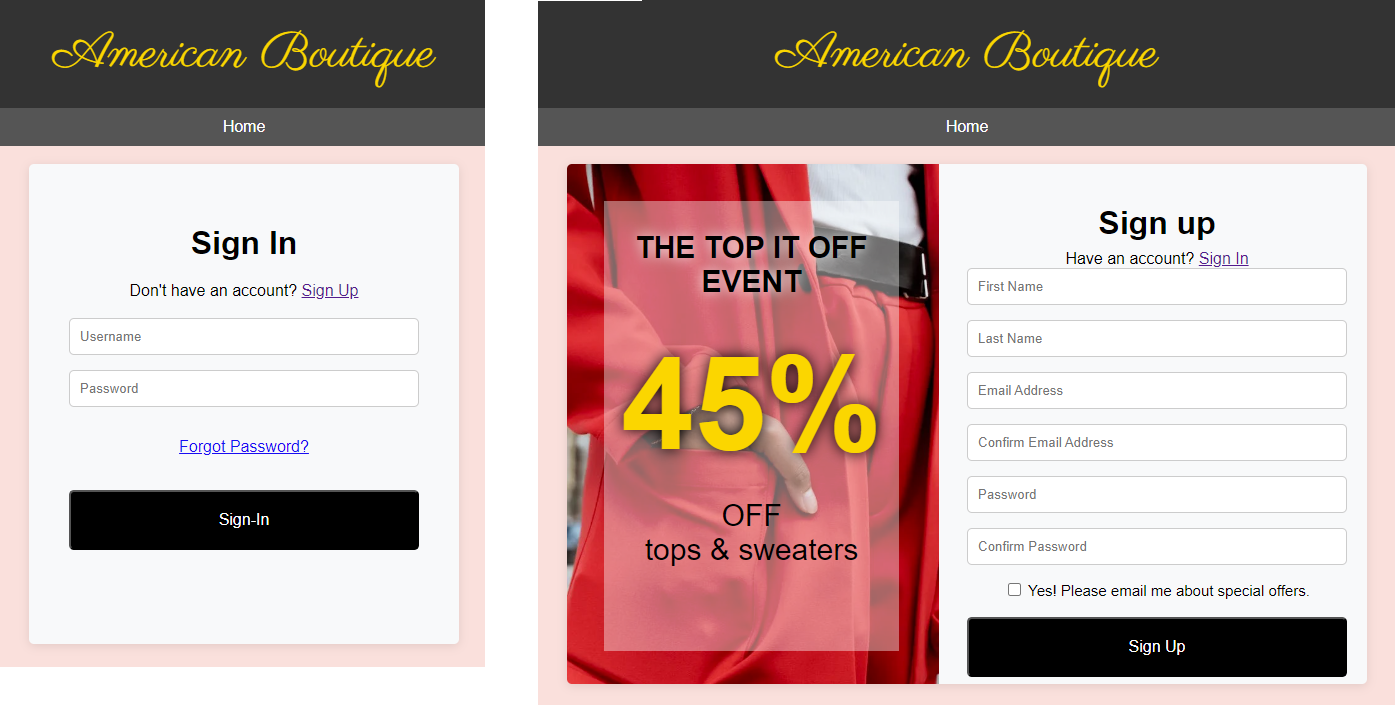 American Boutique
Home
Sign In
Don't have an account? Sign Up
Username
Password
Forgot Password?
Sign-In
American Boutique
Home
THE TOP IT OFF
EVENT
45%
OFF
tops & sweaters
Sign up
Have an account? Sign In
First Name
Last Name
Email Address
Confirm Email Address
Password
Confirm Password
Yes! Please email me about special offers.
Sign Up